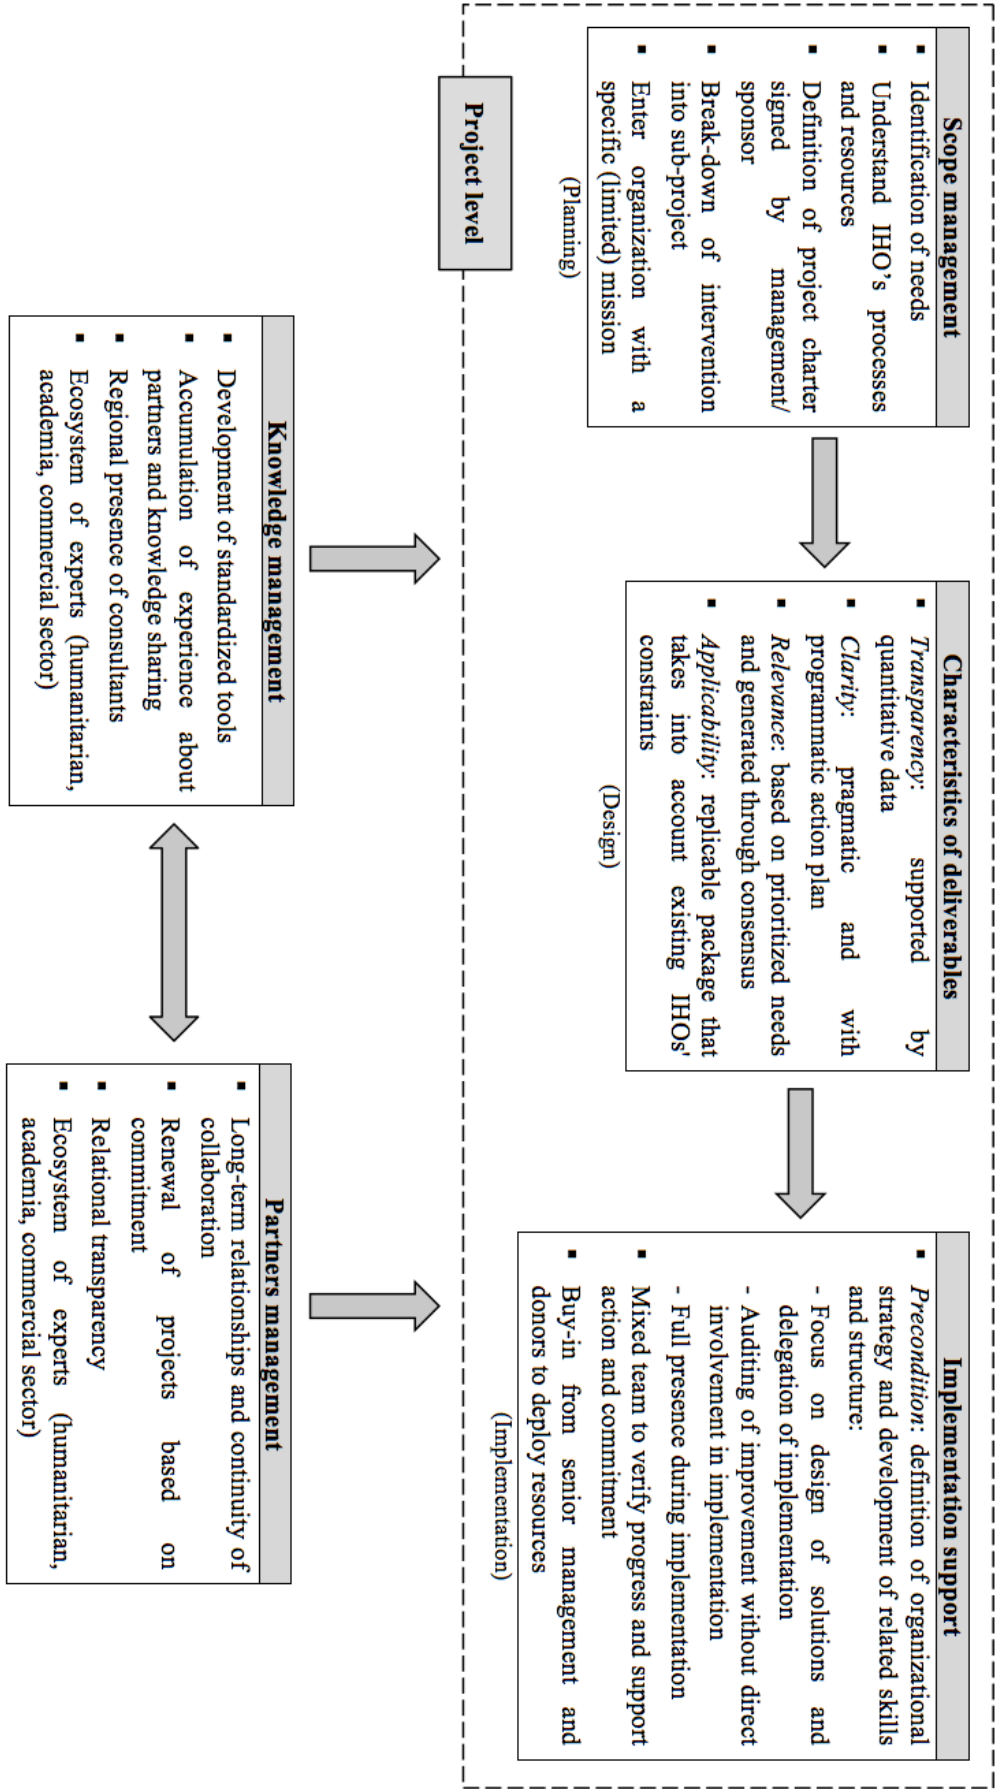 Scope management
▪ Identification of needs
▪ Understand IHO's processes
and resources
▪ Definition of project charter
signed by management/
sponsor
▪ Break-down of intervention
into sub-project
▪ Enter organization with a
specific (limited) mission
(Planning)
Characteristics of deliverables
▪ Transparency: supported by
quantitative data
▪ Clarity: pragmatic and with
programmatic action plan
▪ Relevance: based on prioritized needs
and generated through consensus
▪ Applicability: replicable package that
takes into account existing IHOs'
constraints
(Design)
Implementation support
▪ Precondition: definition of organizational
strategy and development of related skills
and structure:
- Focus on design of solutions and
delegation of implementation
- Auditing of improvement without direct
involvement in implementation
- Full presence during implementation
▪ Mixed team to verify progress and support
action and commitment
▪ Buy-in from senior management and
donors to deploy resources
(Implementation)
Project level
Knowledge management
▪ Development of standardized tools
▪ Accumulation of experience about
partners and knowledge sharing
▪ Regional presence of consultants
▪ Ecosystem of experts (humanitarian,
academia, commercial sector)
Partners management
▪ Long-term relationships and continuity of
collaboration
▪ Renewal of projects based on
commitment
▪ Relational transparency
▪ Ecosystem of experts (humanitarian,
academia, commercial sector)